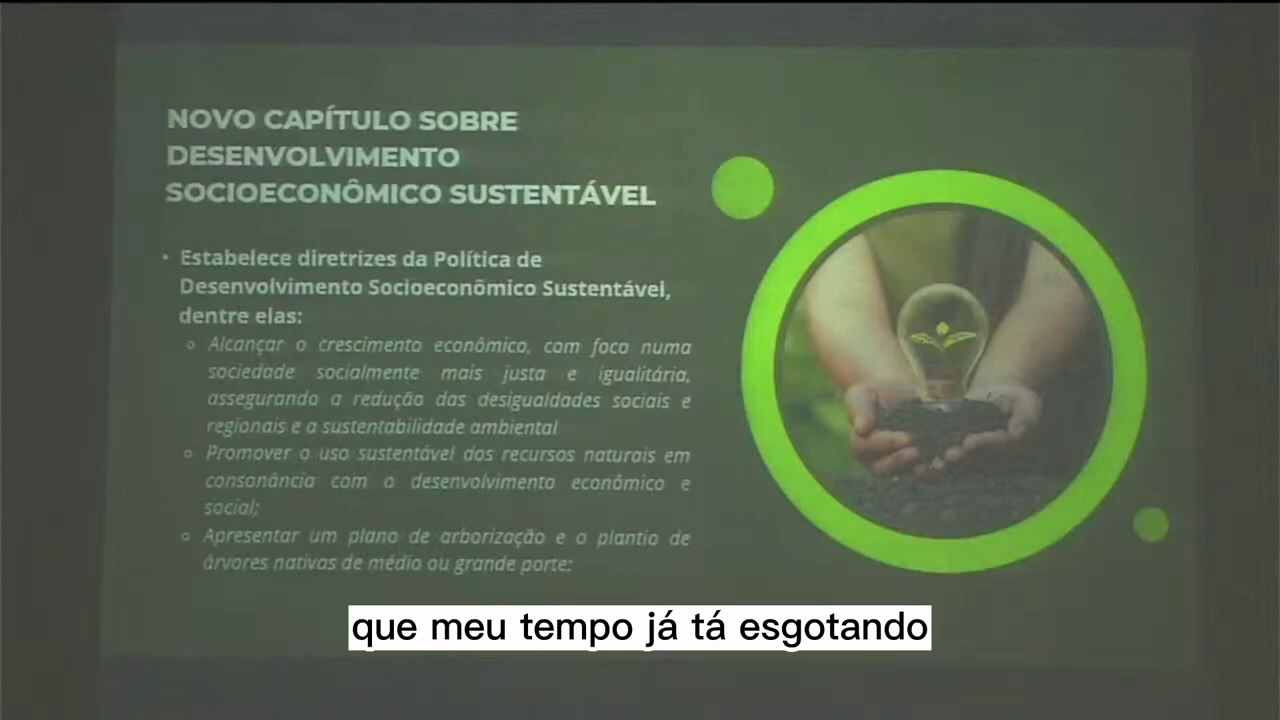 NOVO CAPÍTULO SOBRE
DESENVOLVIMENTO
SOCIOECONÔMICO SUSTENTÁVEL
• Estabelece diretrizes da Política de
Desenvolvimento Socioeconômico Sustentável,
dentre elas:
Alcançar o crescimento econômico, com foco numa
sociedade socialmente mais justa e igualitária,
assegurando a redução das desigualdades sociais e
regionais e a sustentabilidade ambiental
Promover o uso sustentável dos recursos naturais em
consonância com o desenvolvimento econômico e
social;
Apresentar um plano de arborização e o plantio de
árvores nativas de médio ou grande porte;
que meu tempo já tá esgotando